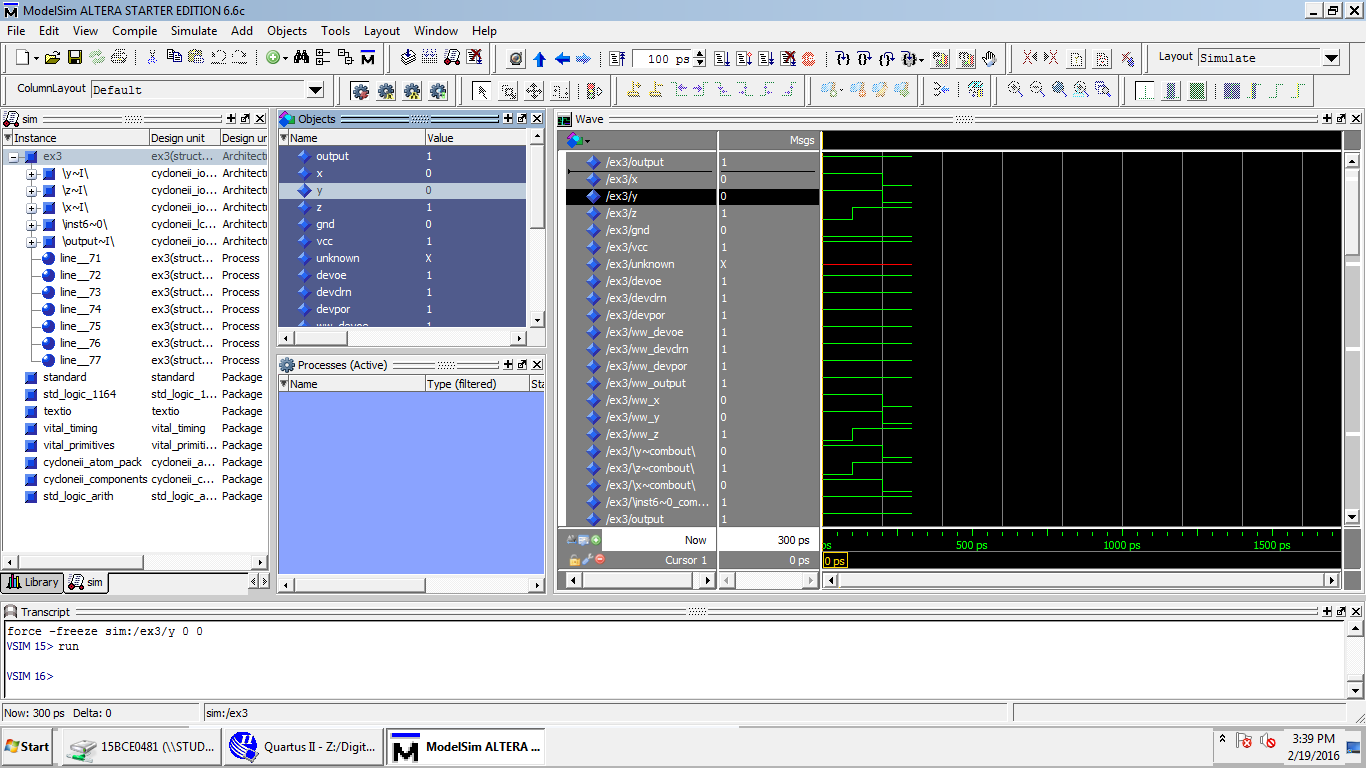 ModelSim ALTERA STARTER EDITION 6.6c
File Edit View Compile Simulate Add Objects Tools Layout Window Help
100 ps
Layout Simulate
ColumnLayout Default
sim
Instance Design unit Design un
ex3 ex3(struct... Architectu
\y~I\ cycloneii_io... Architectu
\z~I\ cycloneii_io... Architectu
\x~I\ cycloneii_io... Architectu
\inst6~0\ cycloneii_lc... Architectu
\output~I\ cycloneii_io... Architectu
line__71 ex3(struct... Process
line__72 ex3(struct... Process
line__73 ex3(struct... Process
line__74 ex3(struct... Process
line__75 ex3(struct... Process
line__76 ex3(struct... Process
line__77 ex3(struct... Process
standard standard Package
std_logic_1164 std_logic_1... Package
textio textio Package
vital_timing vital_timing Package
vital_primitives vital_primiti... Package
cycloneii_atom_pack cycloneii_a... Package
cycloneii_components cycloneii_c... Package
std_logic_arith std_logic_a... Package
Library sim
Objects
Name Value
output 1
x 0
y 0
z 1
gnd 0
vcc 1
unknown X
devoe 1
devclrn 1
devpor 1
ww_devoe 1
Processes (Active)
Name Type (filtered) Sta
Wave
Msgs
/ex3/output 1
/ex3/x 0
/ex3/y 0
/ex3/z 1
/ex3/gnd 0
/ex3/vcc 1
/ex3/unknown X
/ex3/devoe 1
/ex3/devclrn 1
/ex3/devpor 1
/ex3/ww_devoe 1
/ex3/ww_devclrn 1
/ex3/ww_devpor 1
/ex3/ww_output 1
/ex3/ww_x 0
/ex3/ww_y 0
/ex3/ww_z 1
/ex3/\y~combout\ 0
/ex3/\z~combout\ 1
/ex3/\x~combout\ 0
/ex3/\inst6~0_com... 1
/ex3/output 1
Now 300 ps
ps 500 ps 1000 ps 1500 ps
Cursor 1 0 ps 0 ps
Transcript
force -freeze sim:/ex3/y 0 0
VSIM 15> run
VSIM 16>
Now: 300 ps Delta: 0 sim:/ex3
Start 15BCE0481 (\\STUD... Quartus II - Z:/Digit... ModelSim ALTERA ...
3:39 PM
2/19/2016